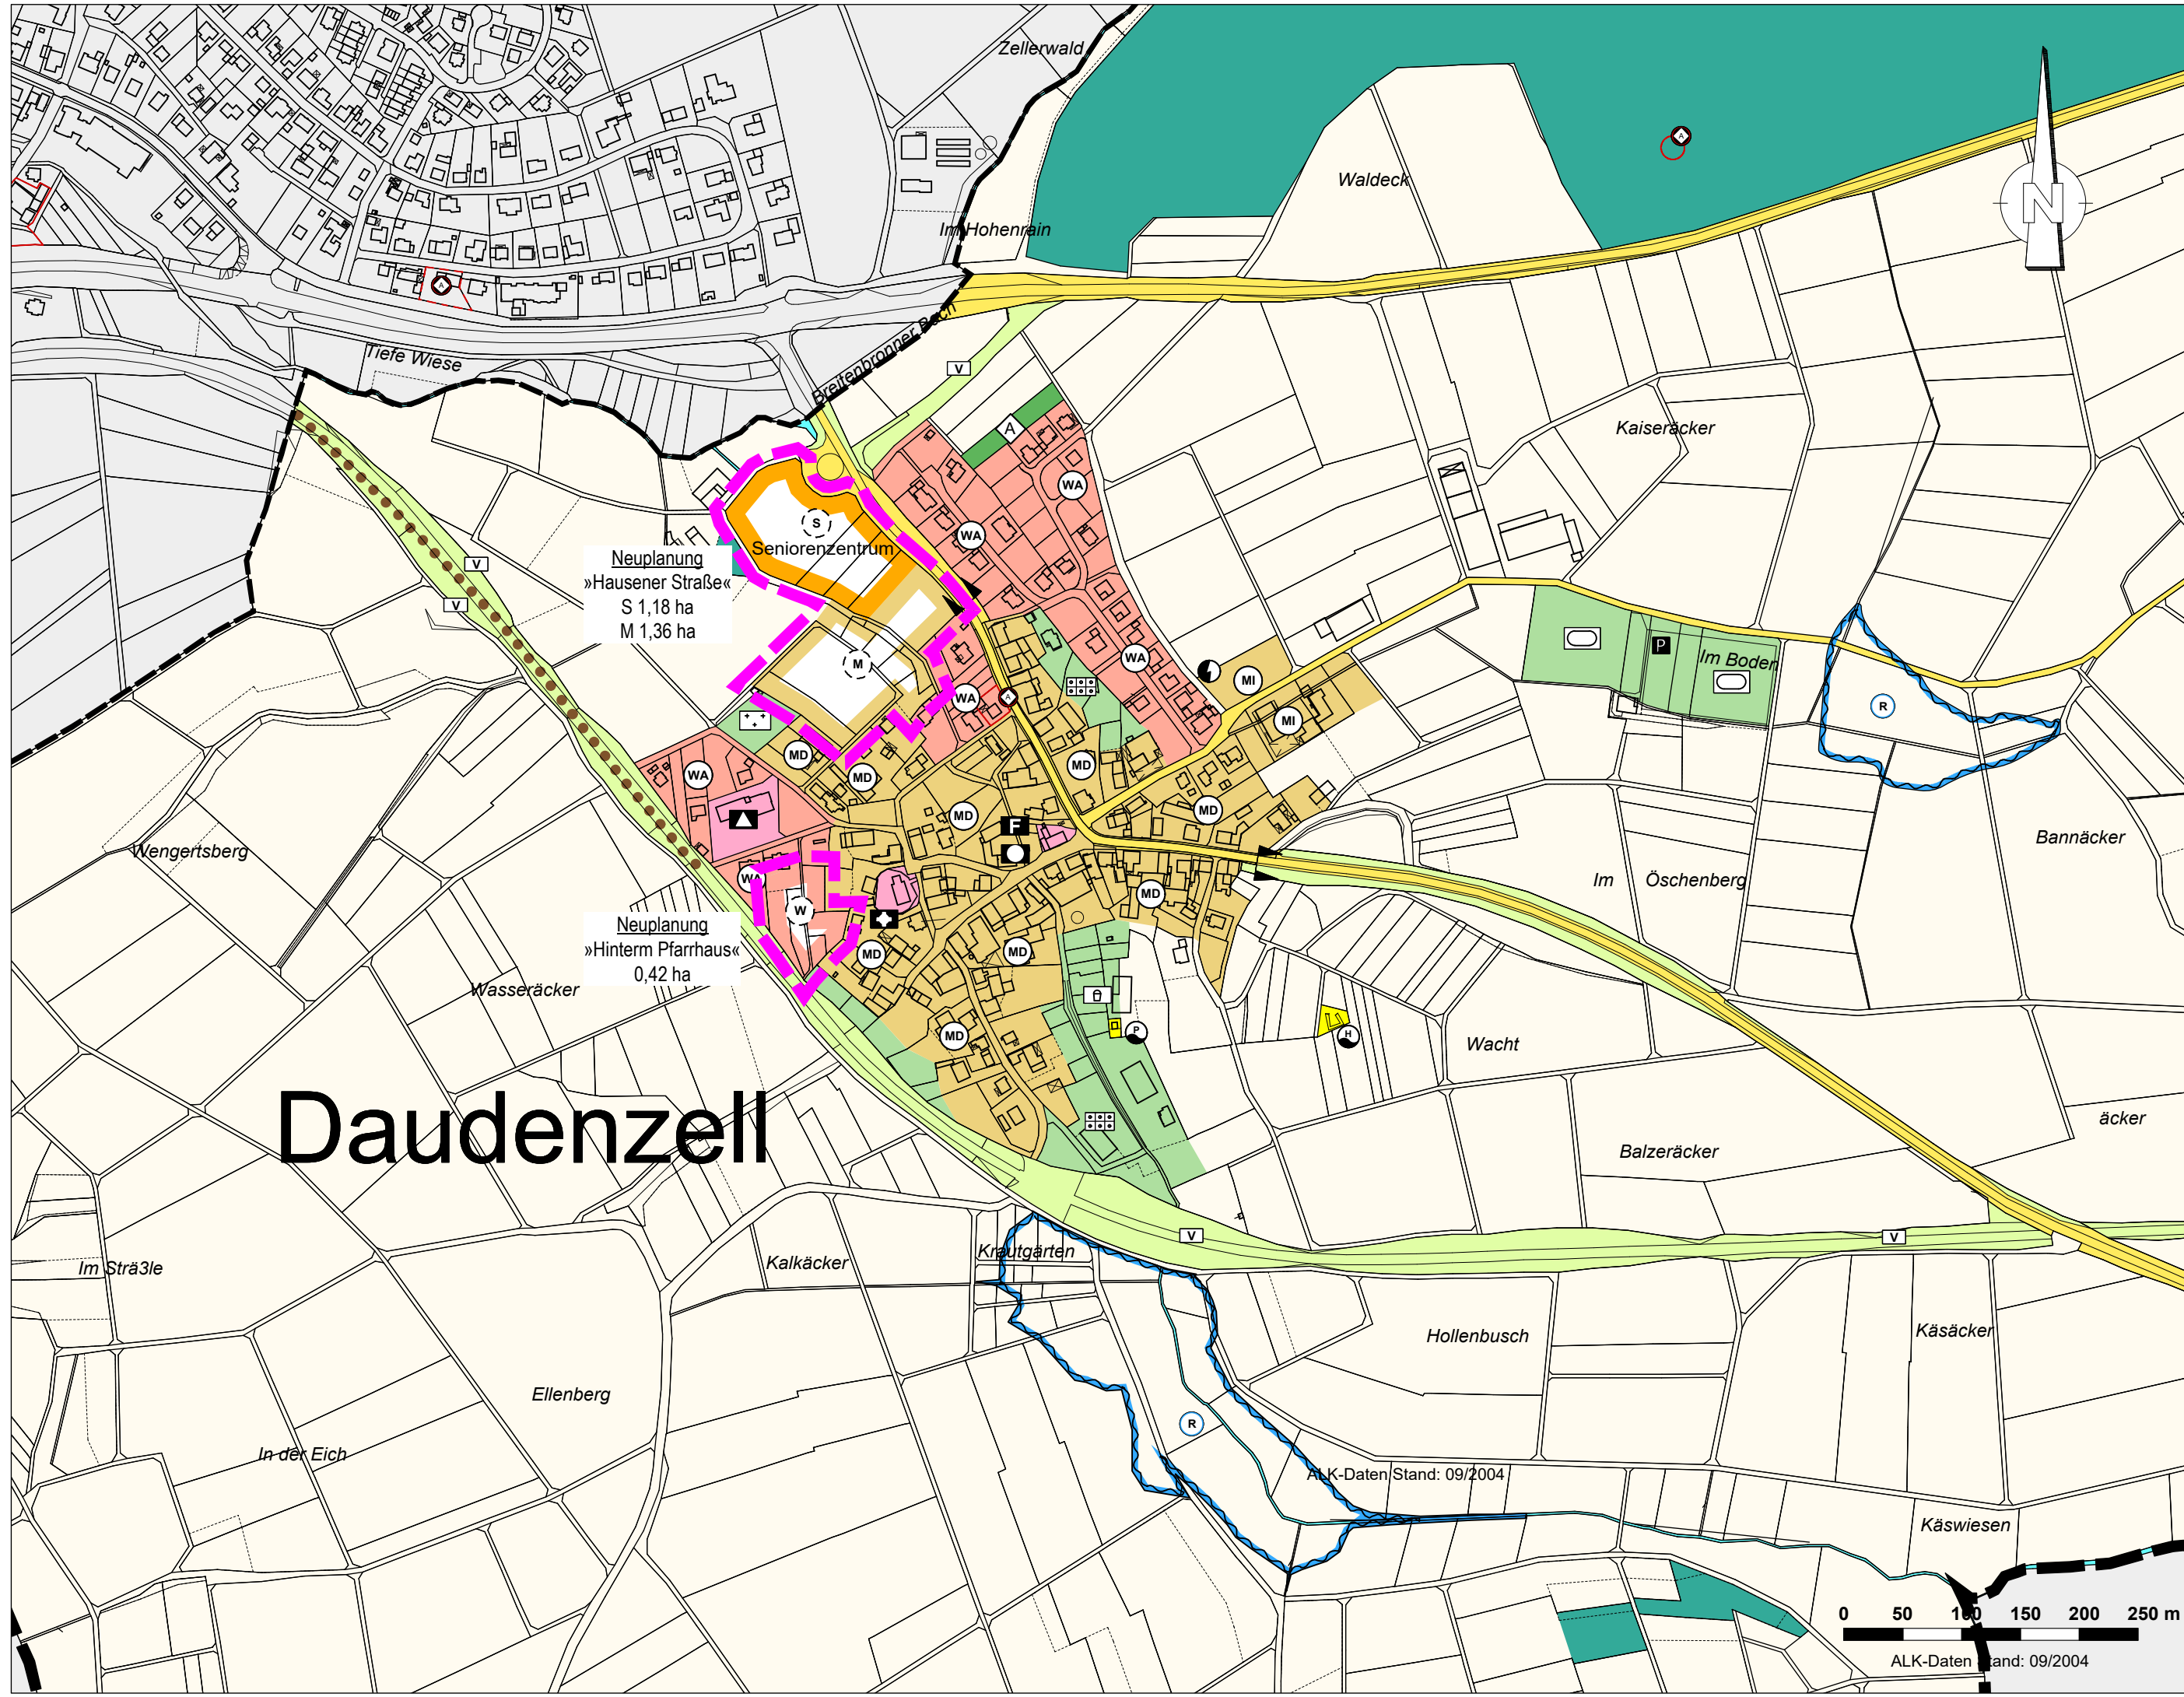 Zellerwald
Waldeck
A
N
Im Hohenrain
A
Breitenbronner Bach
Tiefe Wiese
V
Kaiseräcker
A
WA
S
WA
Seniorenzentrum
Neuplanung
»Hausener Straße«
S 1,18 ha
M 1,36 ha
V
V
M
WA
P
Im Boden
MI
WA
A
R
MI
MD
MD
MD
WA
MD
MD
F
Wengertsberg
Bannäcker
WA
W
MD
Im
Öschenberg
Neuplanung
»Hinterm Pfarrhaus«
0,42 ha
MD
MD
Wasseräcker
MD
P
H
Wacht
Daudenzell
äcker
Balzeräcker
V
V
Krautgärten
Kalkäcker
Im Strä3le
Hollenbusch
Käsäcker
Ellenberg
R
In der Eich
ALK-Daten Stand: 09/2004
Käswiesen
0 50 100 150 200 250 m
ALK-Daten Stand: 09/2004